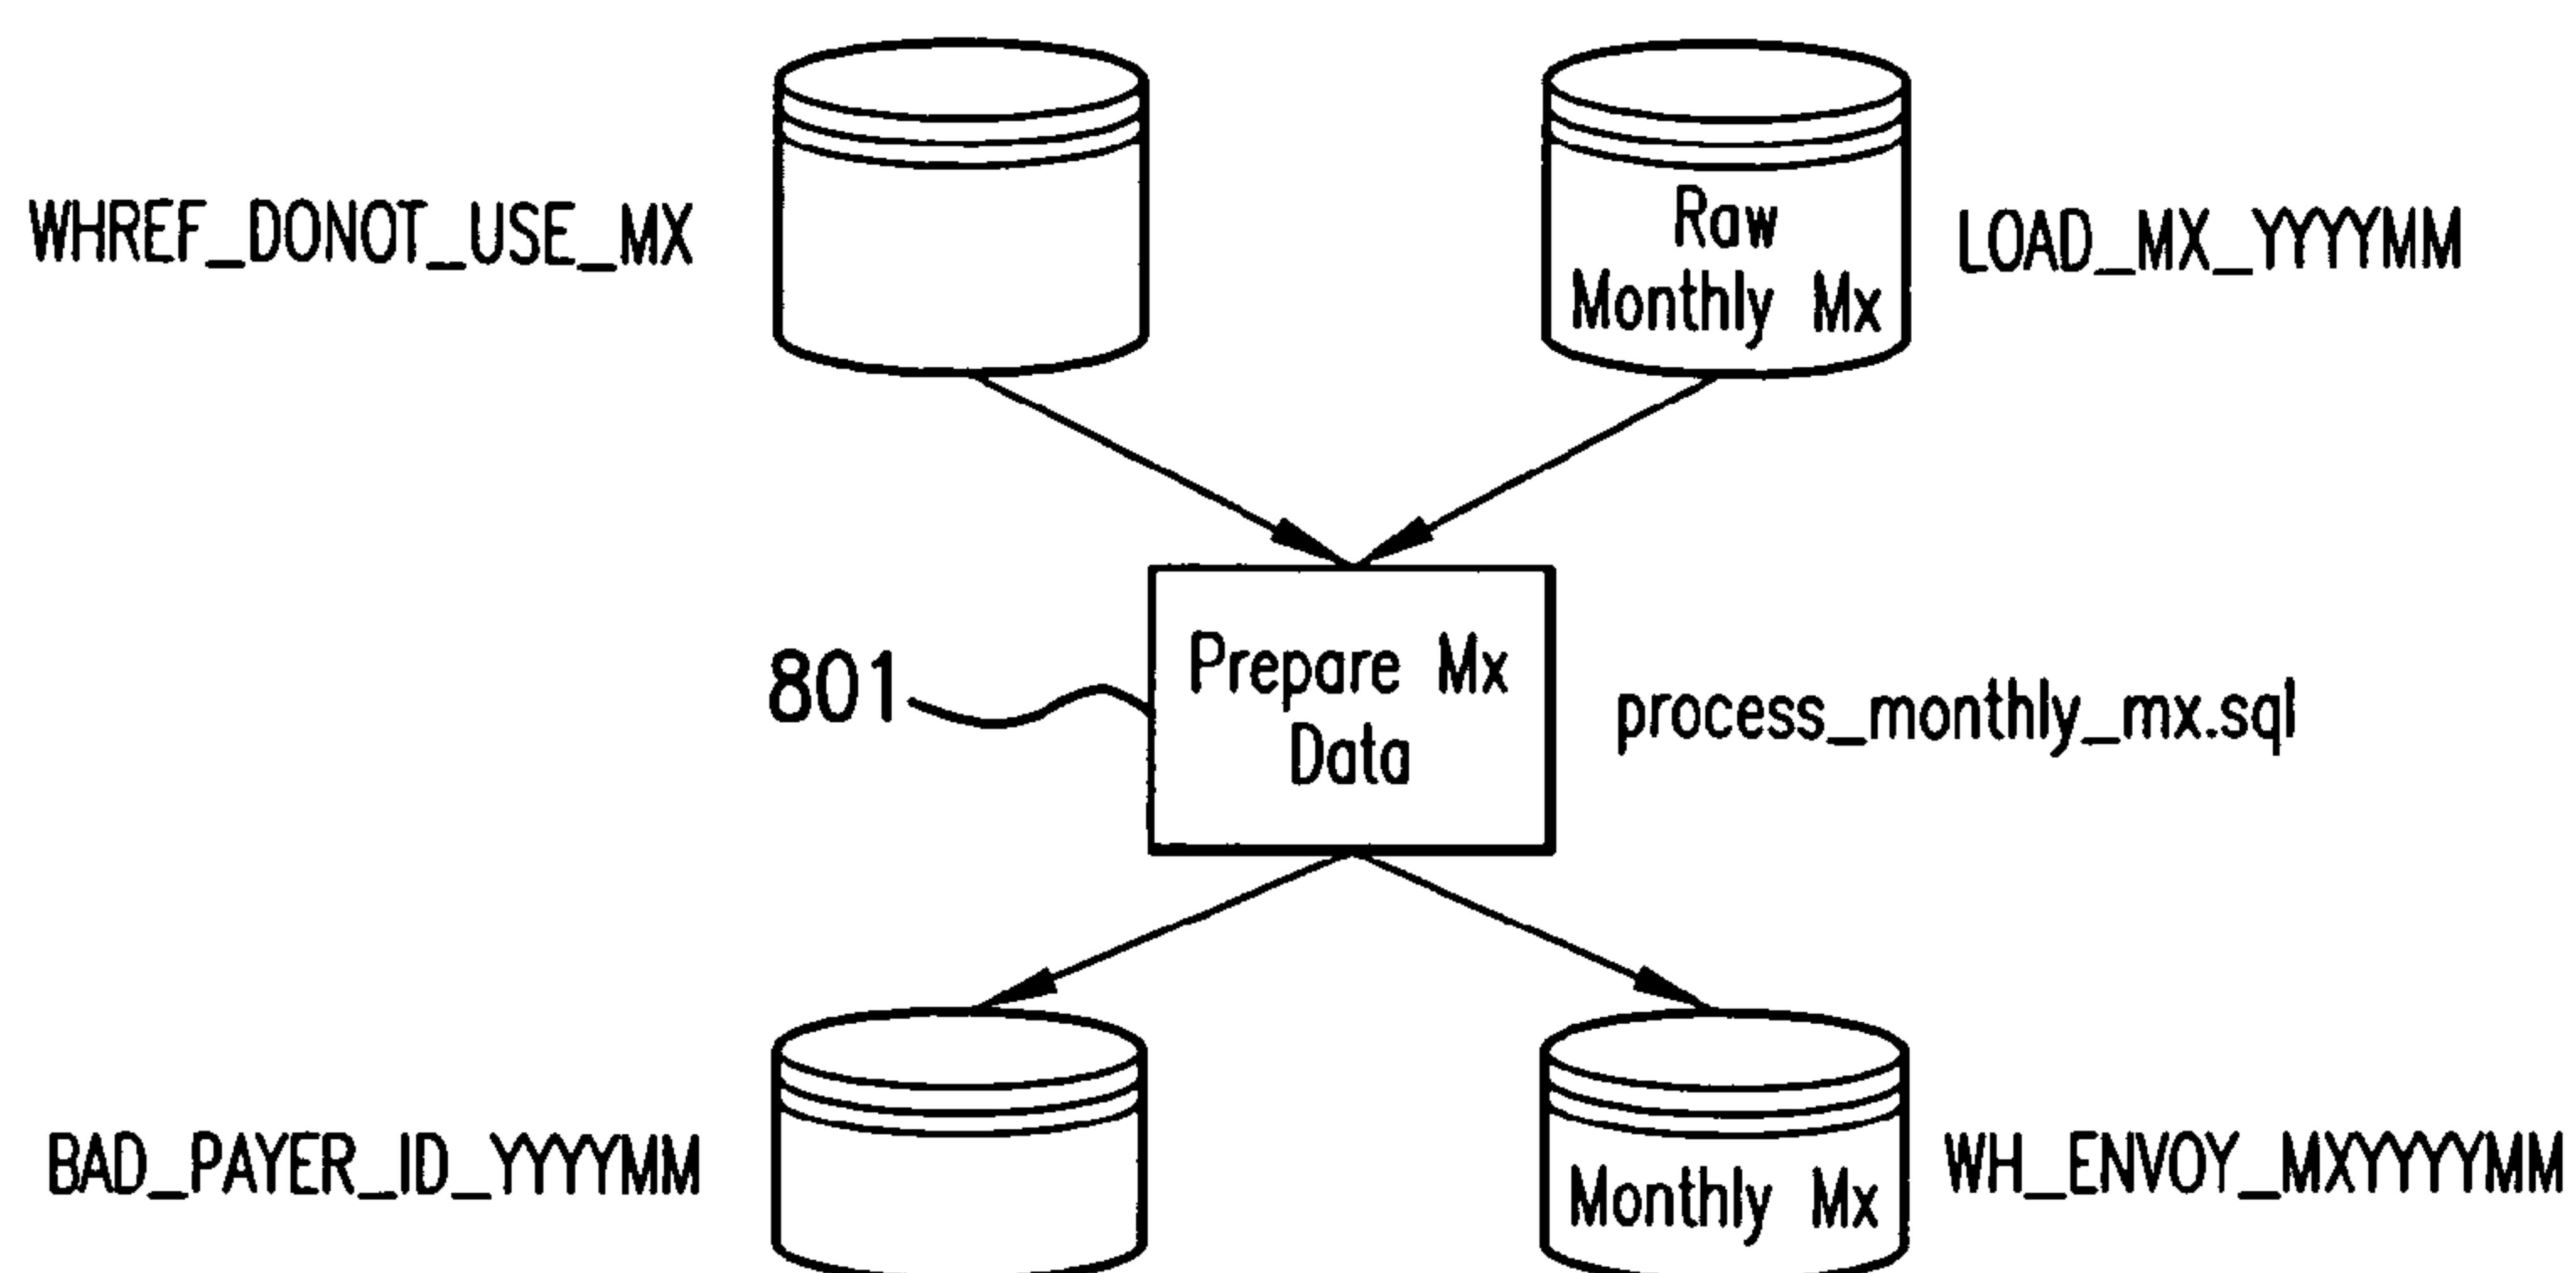 WHREF_DONOT_USE_MX
Raw
Monthly Mx
LOAD_MX_YYYYMM
801
Prepare Mx
Data
process_monthly_mx.sql
BAD_PAYER_ID_YYYYMM
Monthly Mx
WH_ENVOY_MXYYYYMM